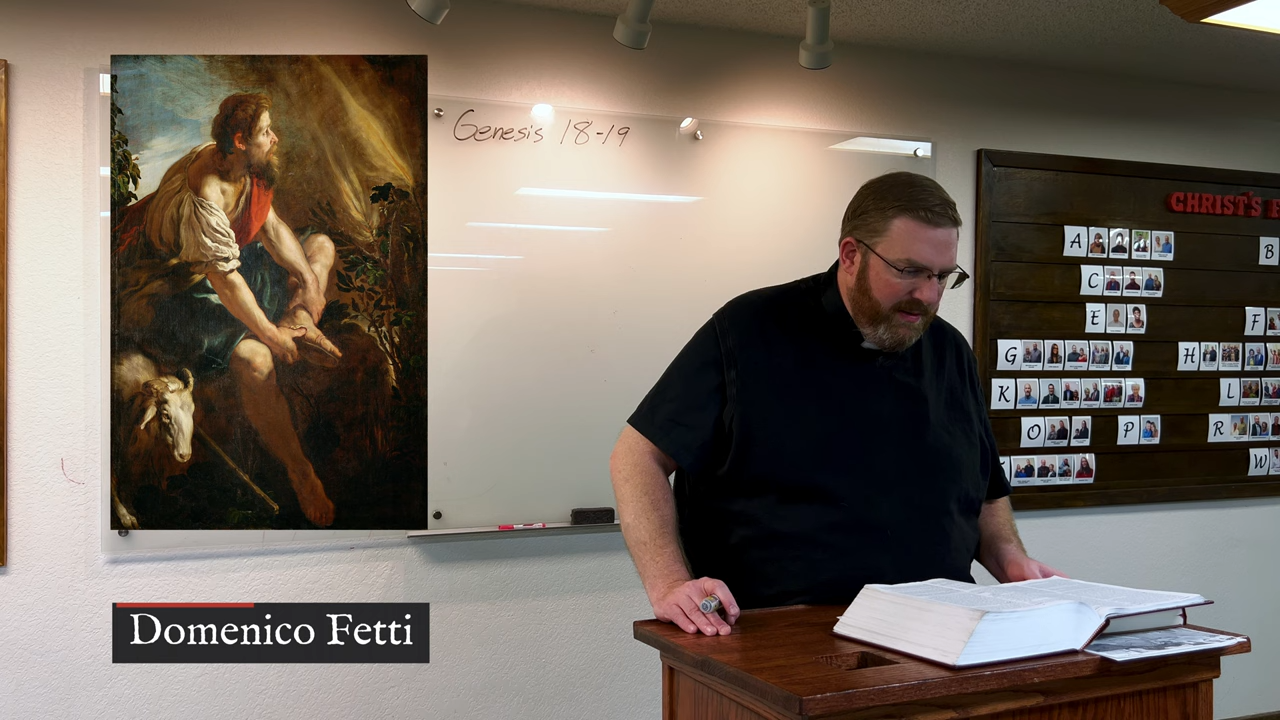 Genesis 18-19
CHRIST'S
A
B
C
E
F
G
H
K
L
O
P
R
W
Domenico Fetti